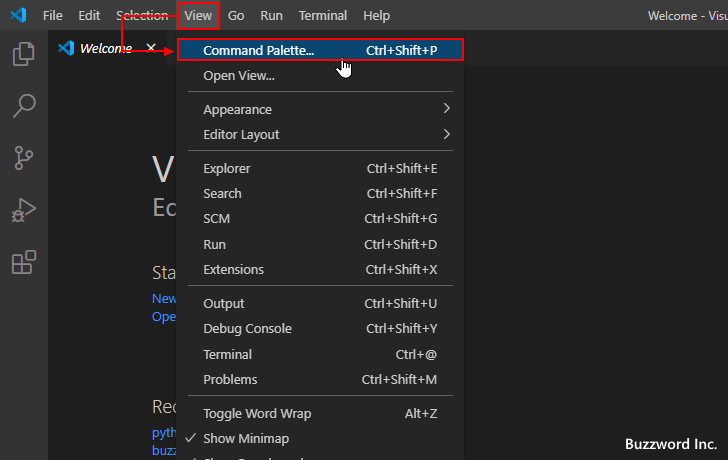 File Edit Selection View Go Run Terminal Help Welcome - Visu
Welcome
Command Palette... Ctrl+Shift+P
Open View...
Appearance
Editor Layout
V
Explorer Ctrl+Shift+E
Search Ctrl+Shift+F
Ed
SCM Ctrl+Shift+G
Run Ctrl+Shift+D
Sta
Extensions Ctrl+Shift+X
New
Output Ctrl+Shift+U
Ope
Debug Console Ctrl+Shift+Y
Terminal Ctrl+@
Problems Ctrl+Shift+M
Rec
Toggle Word Wrap Alt+Z
pyth
Show Minimap
buzz
Buzzword Inc.